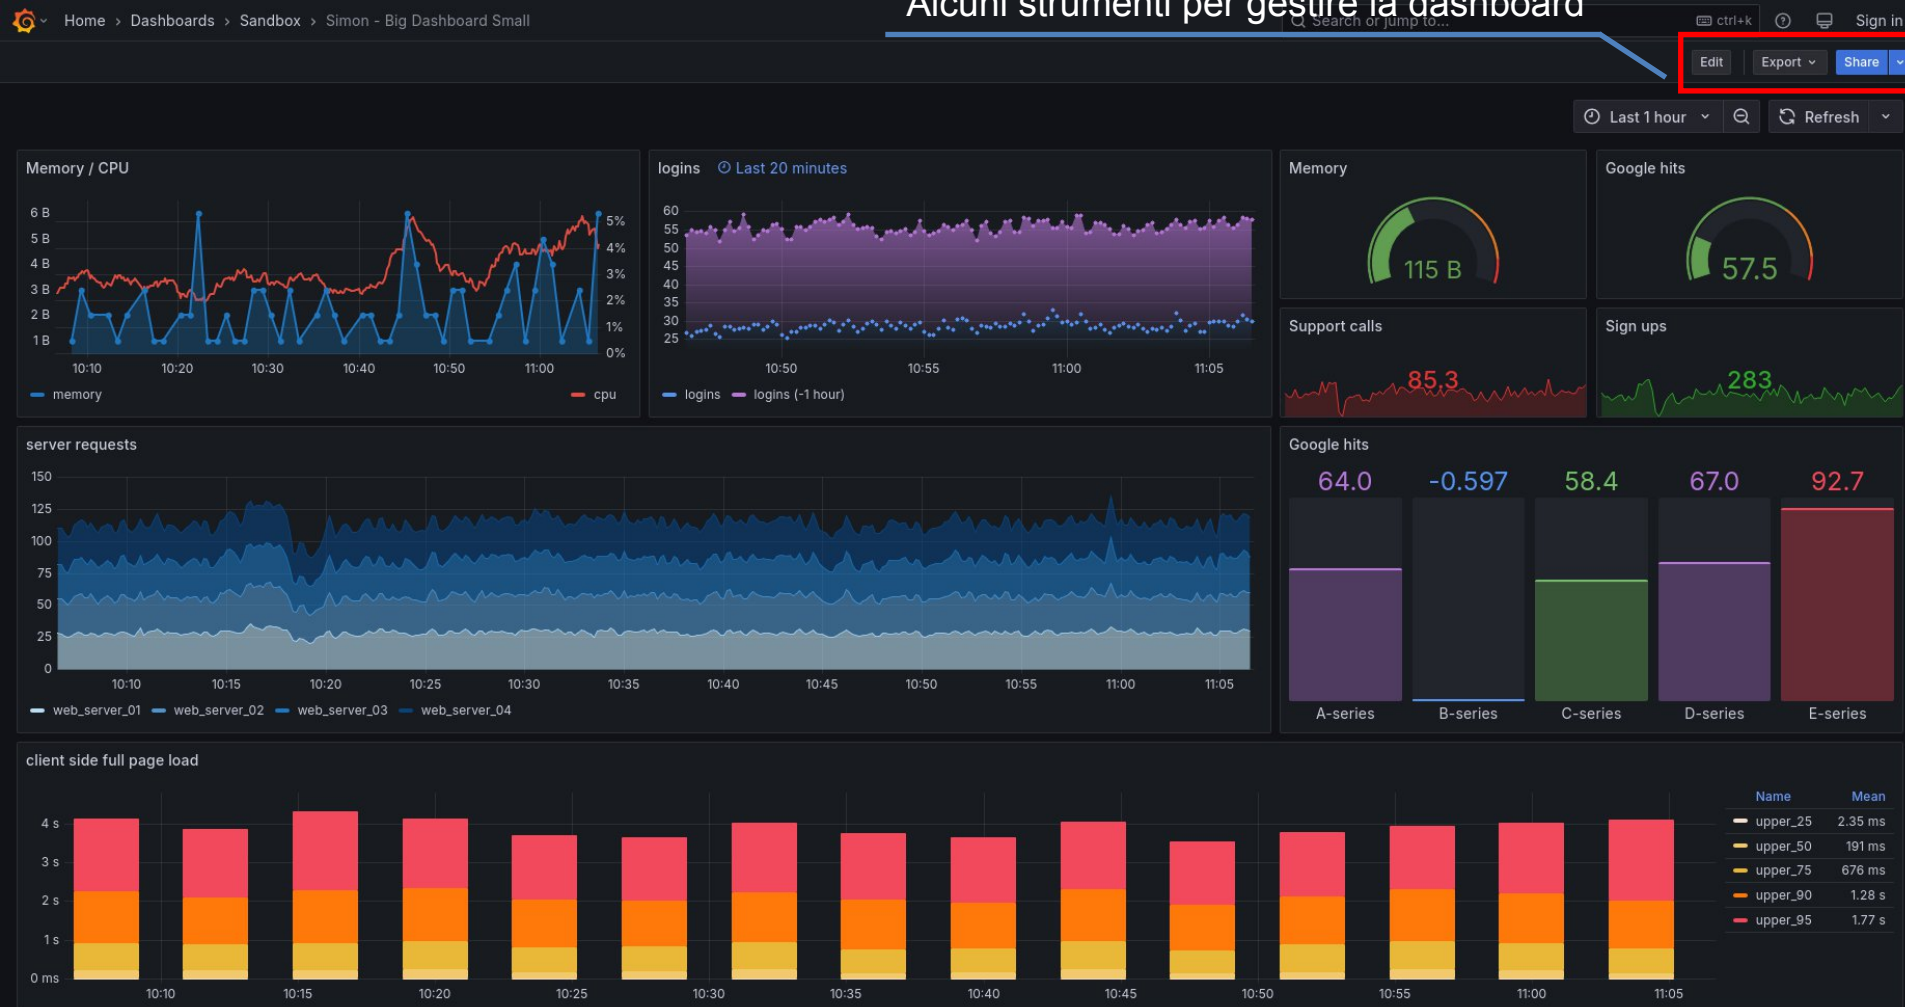 Alcuni strumenti per gestire la dashboard
Home › Dashboards › Sandbox › Simon - Big Dashboard Small
Search or jump to... ctrl+k Sign in
Edit Export Share
Last 1 hour Refresh
Memory / CPU
6 B
5 B
4 B
3 B
2 B
1 B
5%
4%
3%
2%
1%
0%
10:10 10:20 10:30 10:40 10:50 11:00
memory cpu
logins Last 20 minutes
60
55
50
45
40
35
30
25
10:50 10:55 11:00 11:05
logins logins (-1 hour)
Memory
115 B
Google hits
57.5
Support calls
85.3
Sign ups
283
server requests
150
125
100
75
50
25
0
10:10 10:15 10:20 10:25 10:30 10:35 10:40 10:45 10:50 10:55 11:00 11:05
web_server_01 web_server_02 web_server_03 web_server_04
Google hits
64.0 -0.597 58.4 67.0 92.7
A-series B-series C-series D-series E-series
client side full page load
4 s
3 s
2 s
1 s
0 ms
10:10 10:15 10:20 10:25 10:30 10:35 10:40 10:45 10:50 10:55 11:00 11:05
Name Mean
upper_25 2.35 ms
upper_50 191 ms
upper_75 676 ms
upper_90 1.28 s
upper_95 1.77 s